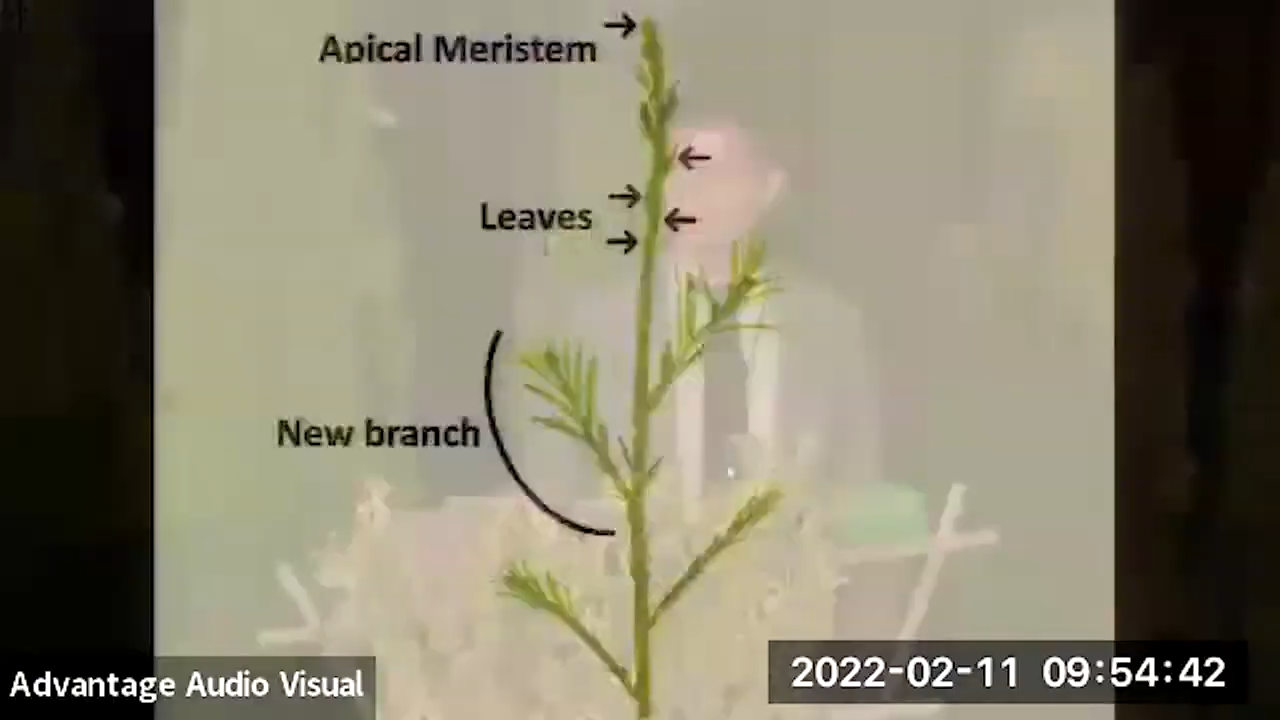 Apical Meristem
Leaves
New branch
Advantage Audio Visual
2022-02-11 09:54:42